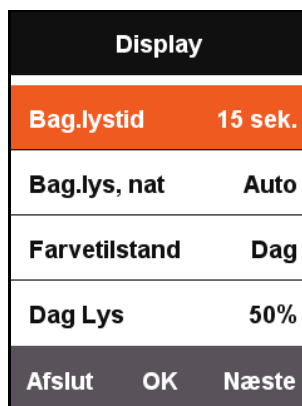 Display
Bag.lystid 15 sek.
Bag.lys, nat Auto
Farvetilstand Dag
Dag Lys 50%
Afslut OK Næste